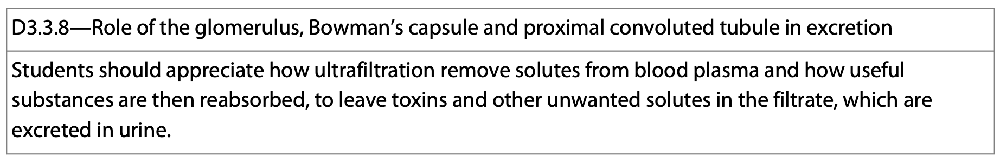 D3.3.8—Role of the glomerulus, Bowman’s capsule and proximal convoluted tubule in excretion
Students should appreciate how ultrafiltration remove solutes from blood plasma and how useful
substances are then reabsorbed, to leave toxins and other unwanted solutes in the filtrate, which are
excreted in urine.